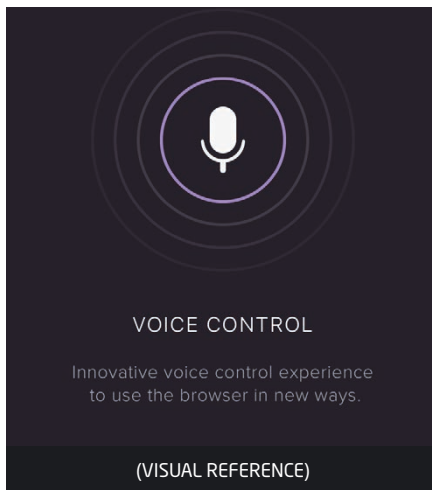 VOICE CONTROL
Innovative voice control experience
to use the browser in new ways.
(VISUAL REFERENCE)